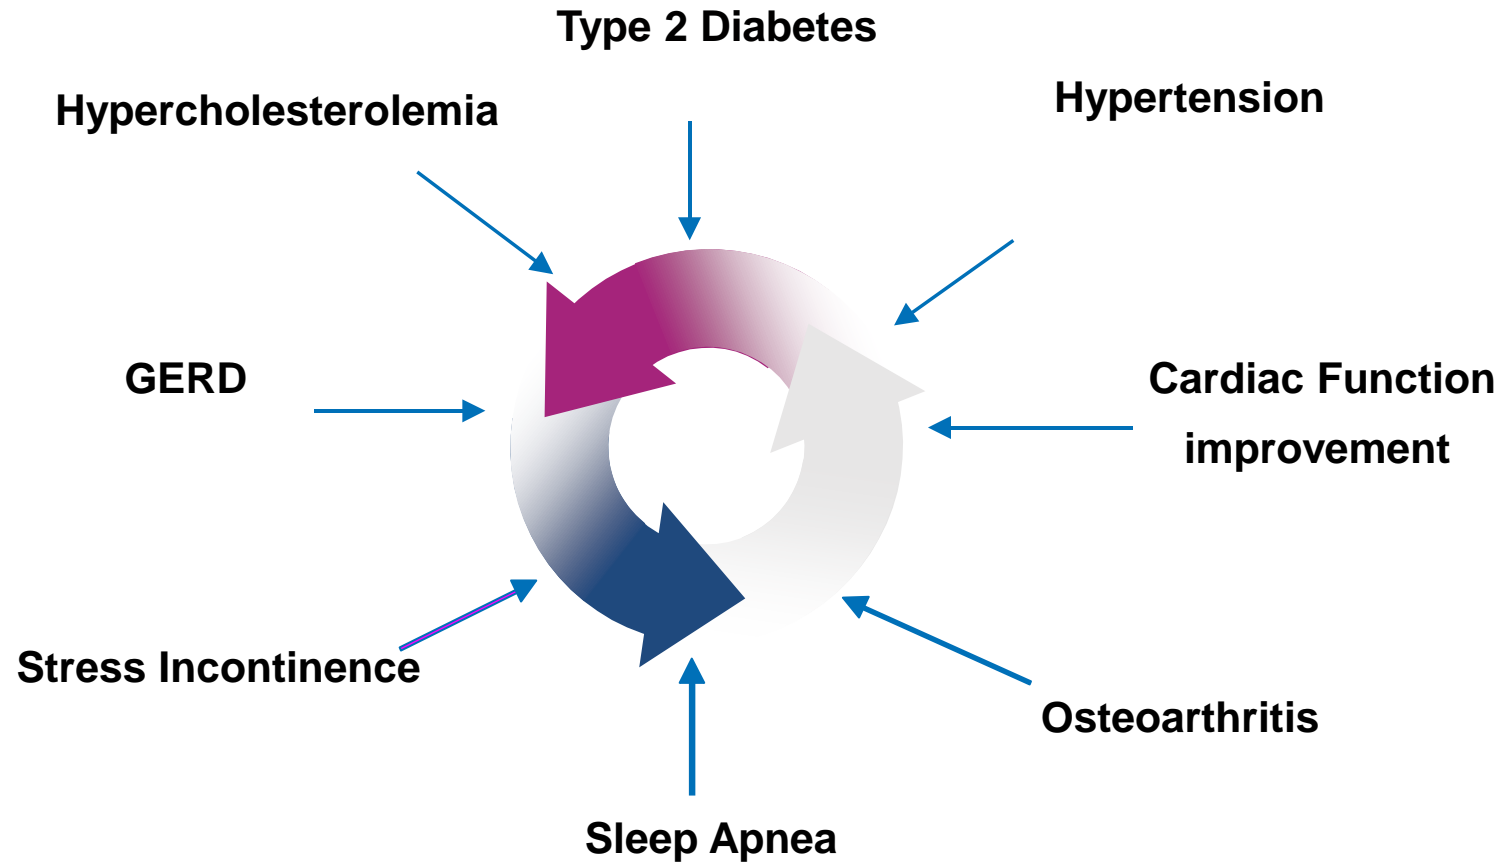 Type 2 Diabetes
Hypercholesterolemia
Hypertension
GERD
Cardiac Function
improvement
Stress Incontinence
Osteoarthritis
Sleep Apnea